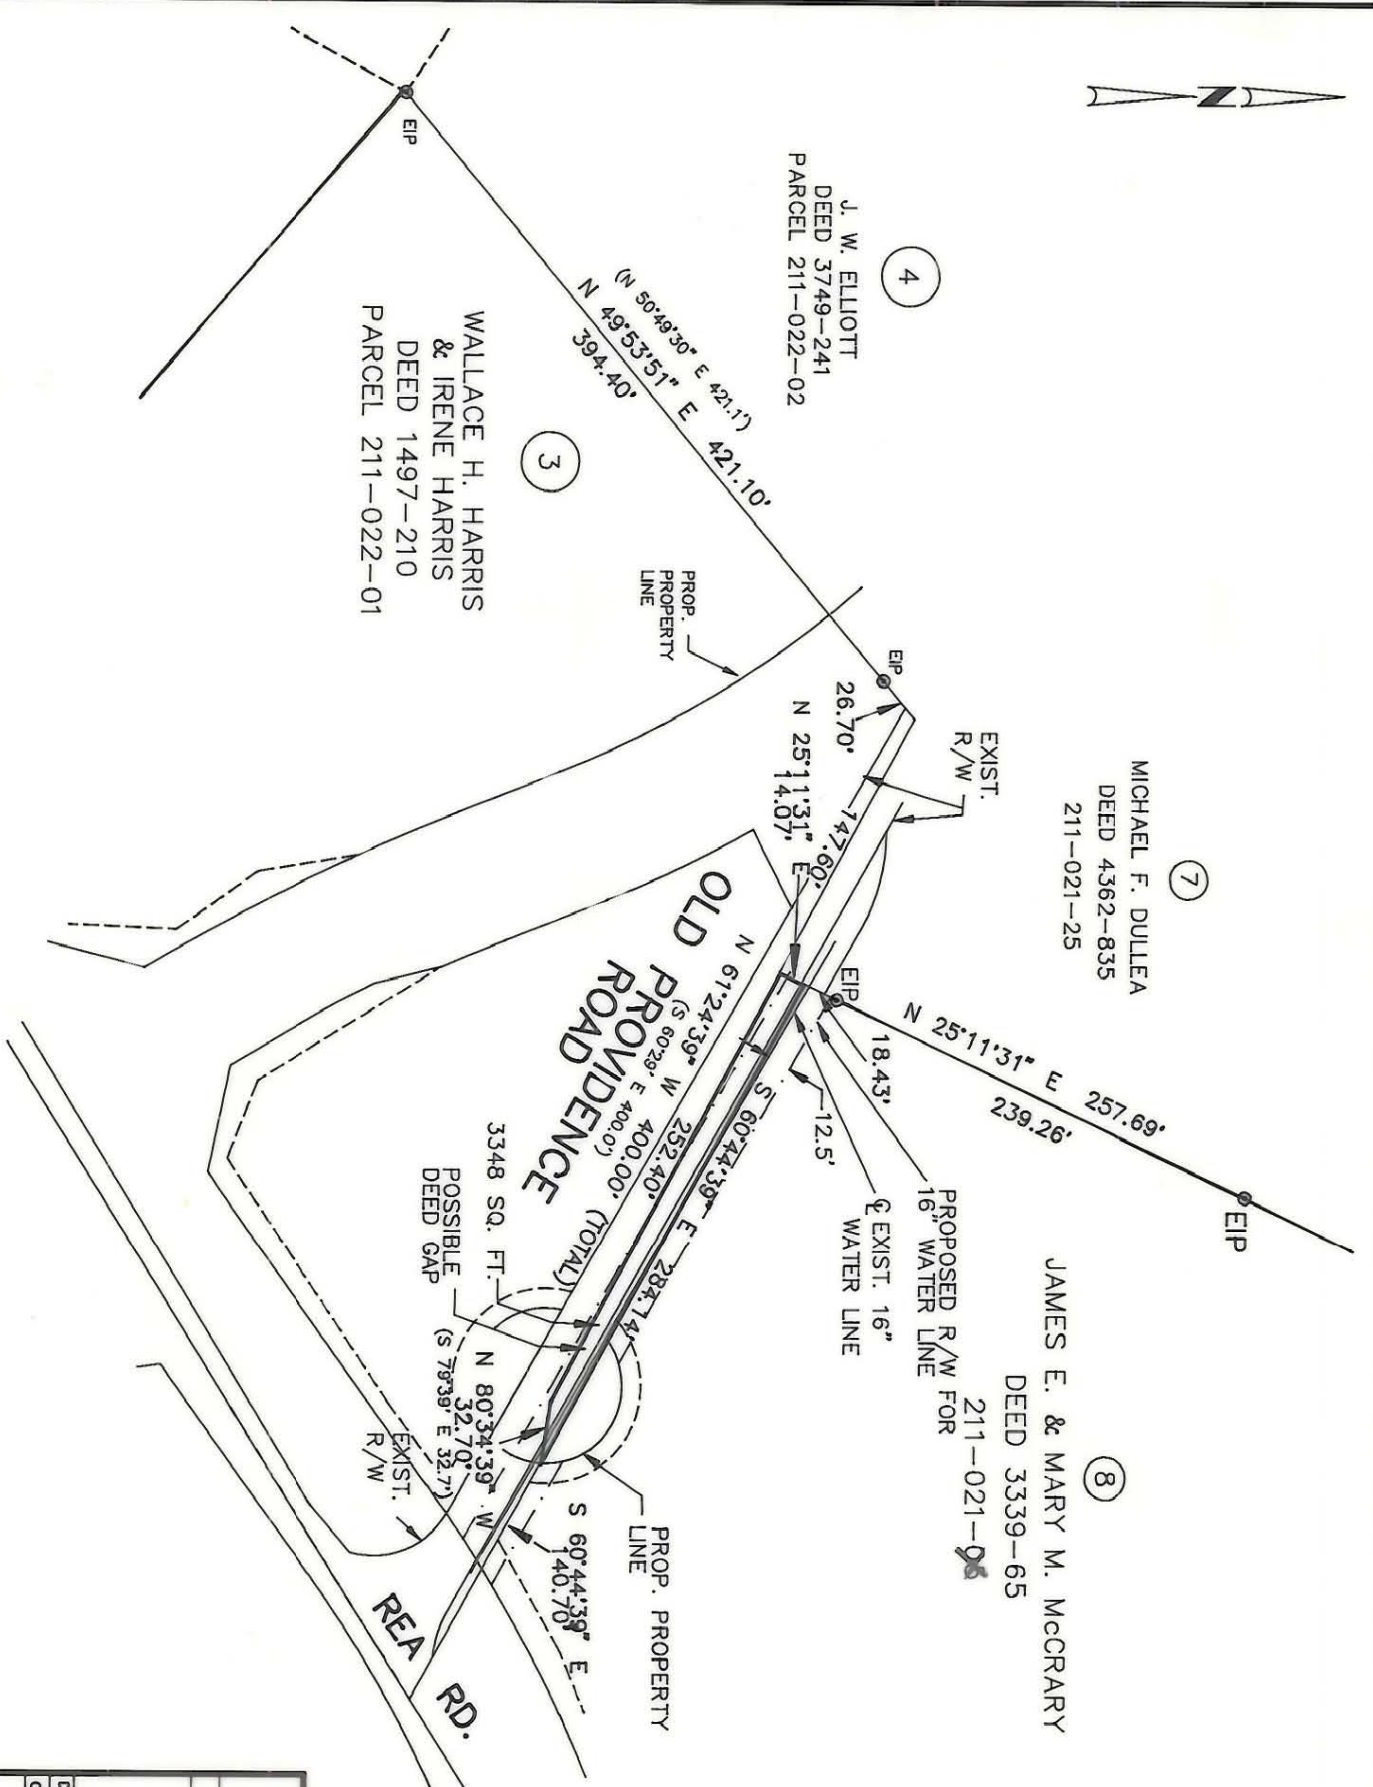 N
4
J. W. ELLIOTT
DEED 3749-241
PARCEL 211-022-02
(N 50°49'30" E 421.1')
N 49°53'51" E 421.10'
394.40'
EIP
3
WALLACE H. HARRIS
& IRENE HARRIS
DEED 1497-210
PARCEL 211-022-01
PROP.
PROPERTY
LINE
EIP
26.70'
EXIST.
R/W
7
MICHAEL F. DULLEA
DEED 4362-835
211-021-25
N 25°11'31" E
14.07'
147.60'
EIP
18.43'
N 25°11'31" E 257.69'
239.26'
EIP
12.5'
PROPOSED R/W FOR
16" WATER LINE
℄ EXIST. 16"
WATER LINE
8
JAMES E. & MARY M. McCRARY
DEED 3339-65
211-021-
S 60°44'39" E 284.14'
252.40'
N 61°24'39" W 400.00' (TOTAL)
(S 60°29' E 400.0')
OLD PROVIDENCE
ROAD
3348 SQ. FT.
POSSIBLE
DEED GAP
N 80°34'39" W
32.70'
(S 79°39' E 32.7')
EXIST.
R/W
PROP. PROPERTY
LINE
S 60°44'39" E
140.70'
REA RD.